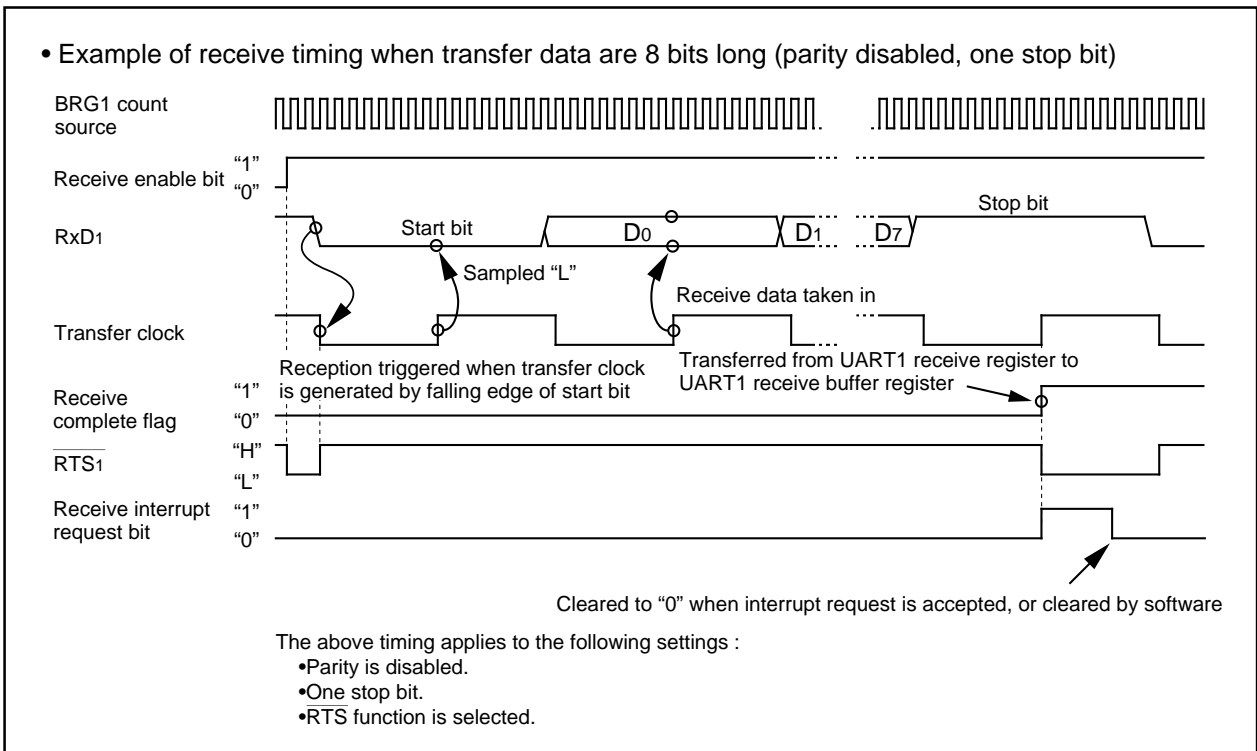 • Example of receive timing when transfer data are 8 bits long (parity disabled, one stop bit)
BRG1 count
source
Receive enable bit
“1”
“0”
RxD1
Start bit
D0
D1
D7
Stop bit
Sampled “L”
Receive data taken in
Transfer clock
Reception triggered when transfer clock
is generated by falling edge of start bit
Transferred from UART1 receive register to
UART1 receive buffer register
Receive
complete flag
“1”
“0”
RTS1
“H”
“L”
Receive interrupt
request bit
“1”
“0”
Cleared to “0” when interrupt request is accepted, or cleared by software
The above timing applies to the following settings :
•Parity is disabled.
•One stop bit.
•RTS function is selected.